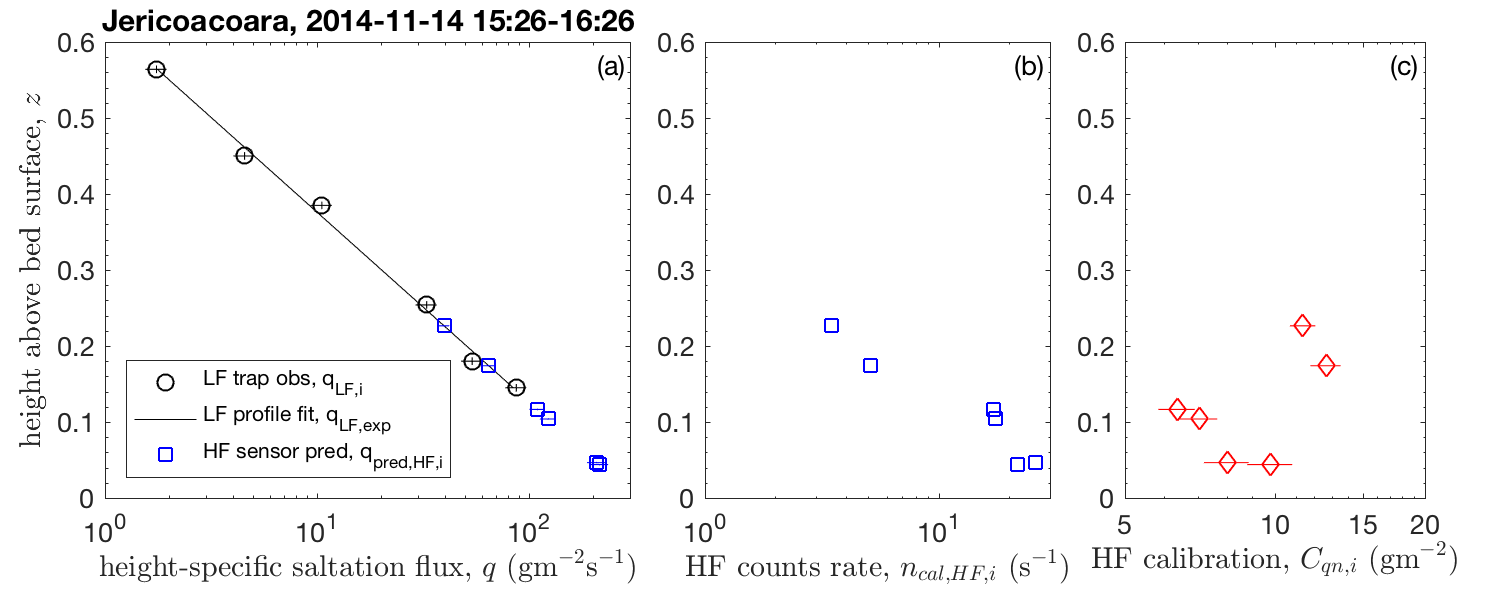 Jericoacoara, 2014-11-14 15:26-16:26
(a)
0.6
0.5
0.4
0.3
0.2
0.1
0
height above bed surface, z
LF trap obs, q_LF,i
LF profile fit, q_LF,exp
HF sensor pred, q_pred,HF,i
10^0 10^1 10^2
height-specific saltation flux, q (gm^−2s^−1)
(b)
0.6
0.5
0.4
0.3
0.2
0.1
0
10^0 10^1
HF counts rate, n_cal,HF,i (s^−1)
(c)
0.6
0.5
0.4
0.3
0.2
0.1
0
5 10 15 20
HF calibration, C_qn,i (gm^−2)